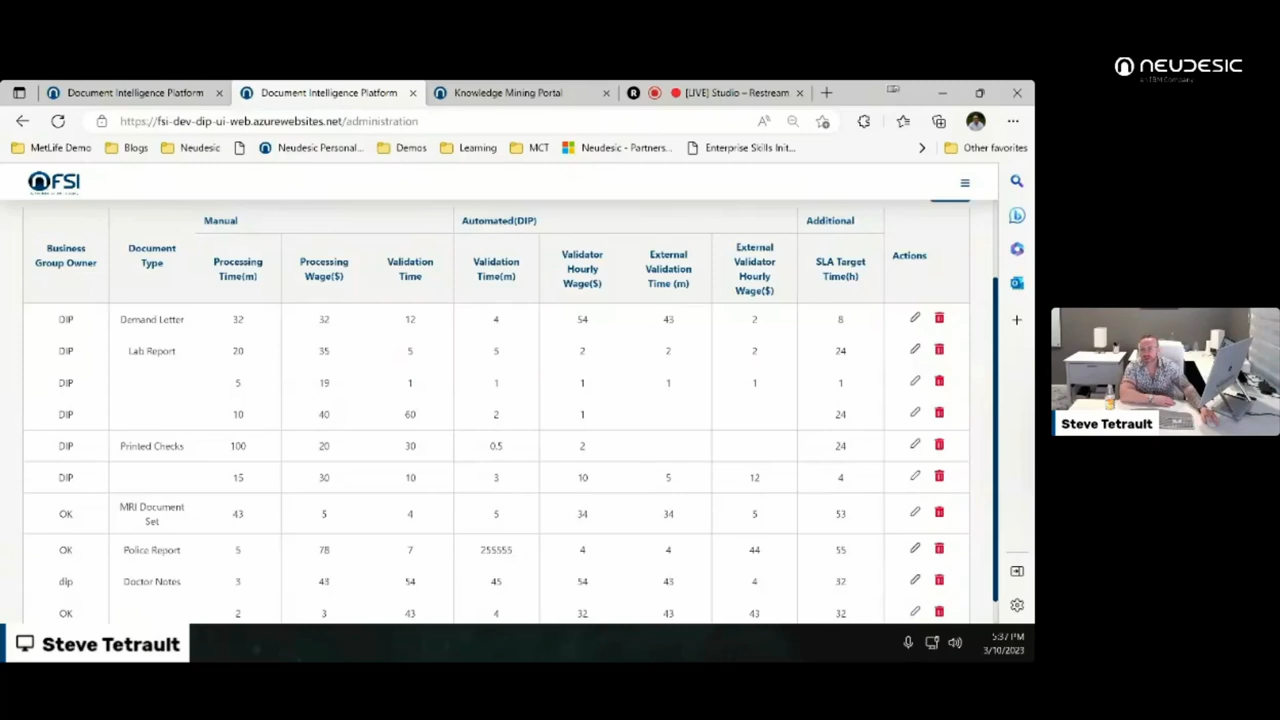 NEUDESIC
an IBM Company
Document Intelligence Platform
Document Intelligence Platform
Knowledge Mining Portal
[LIVE] Studio – Restream
https://fsi-dev-dip-ui-web.azurewebsites.net/administration
MetLife Demo
Blogs
Neudesic
Neudesic Personal...
Demos
Learning
MCT
Neudesic - Partners...
Enterprise Skills Init...
Other favorites
FSI
Manual Automated(DIP) Additional
Business Group Owner
Document Type
Processing Time(m)
Processing Wage($)
Validation Time
Validation Time(m)
Validator Hourly Wage($)
External Validation Time (m)
External Validator Hourly Wage($)
SLA Target Time(h)
Actions
DIP Demand Letter 32 32 12 4 54 43 2 8
DIP Lab Report 20 35 5 5 2 2 2 24
DIP 5 19 1 1 1 1 1 1
DIP 10 40 60 2 1 24
DIP Printed Checks 100 20 30 0.5 2 24
DIP 15 30 10 3 10 5 12 4
OK MRI Document Set 43 5 4 5 34 34 5 53
OK Police Report 5 78 7 255555 4 4 44 55
dip Doctor Notes 3 43 54 45 54 43 4 32
OK 2 3 43 4 32 43 43 32
Steve Tetrault
Steve Tetrault
5:37 PM
3/10/2023